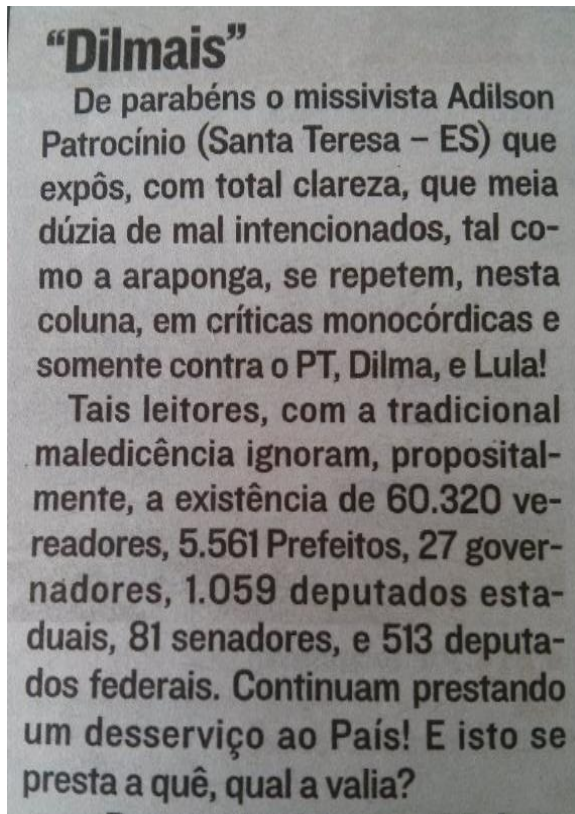 “Dilmais”
De parabéns o missivista Adilson
Patrocínio (Santa Teresa – ES) que
expôs, com total clareza, que meia
dúzia de mal intencionados, tal co-
mo a araponga, se repetem, nesta
coluna, em críticas monocórdicas e
somente contra o PT, Dilma, e Lula!
Tais leitores, com a tradicional
maledicência ignoram, proposital-
mente, a existência de 60.320 ve-
readores, 5.561 Prefeitos, 27 gover-
nadores, 1.059 deputados esta-
duais, 81 senadores, e 513 deputa-
dos federais. Continuam prestando
um desserviço ao País! E isto se
presta a quê, qual a valia?